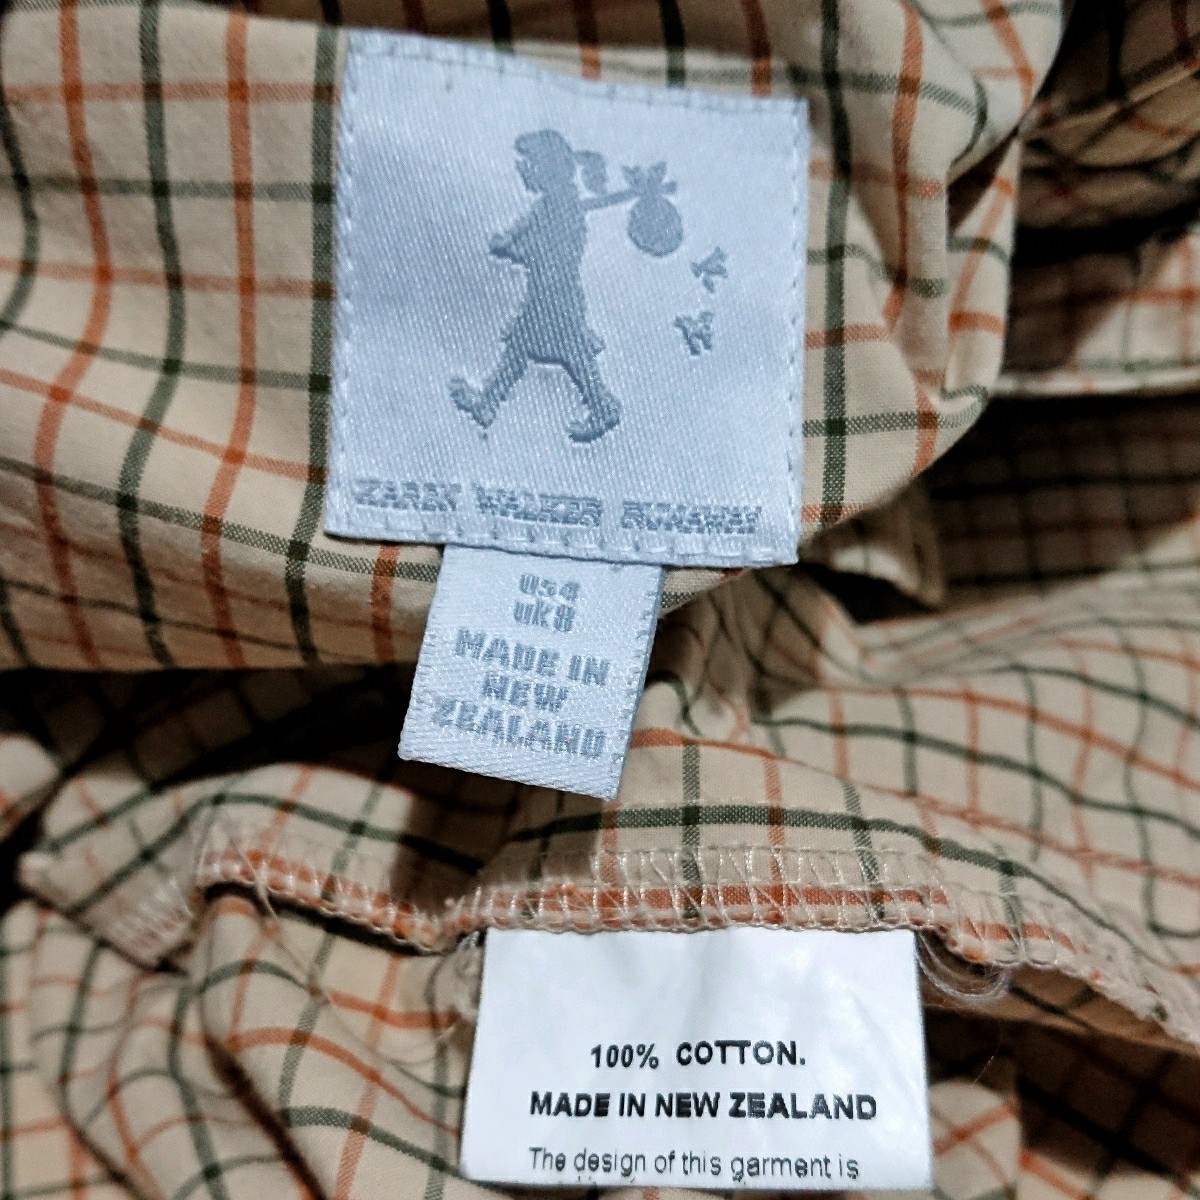 KAREN WALKER RUNAWAY
US4
UK8
MADE IN
NEW
ZEALAND
100% COTTON.
MADE IN NEW ZEALAND
The design of this garment is